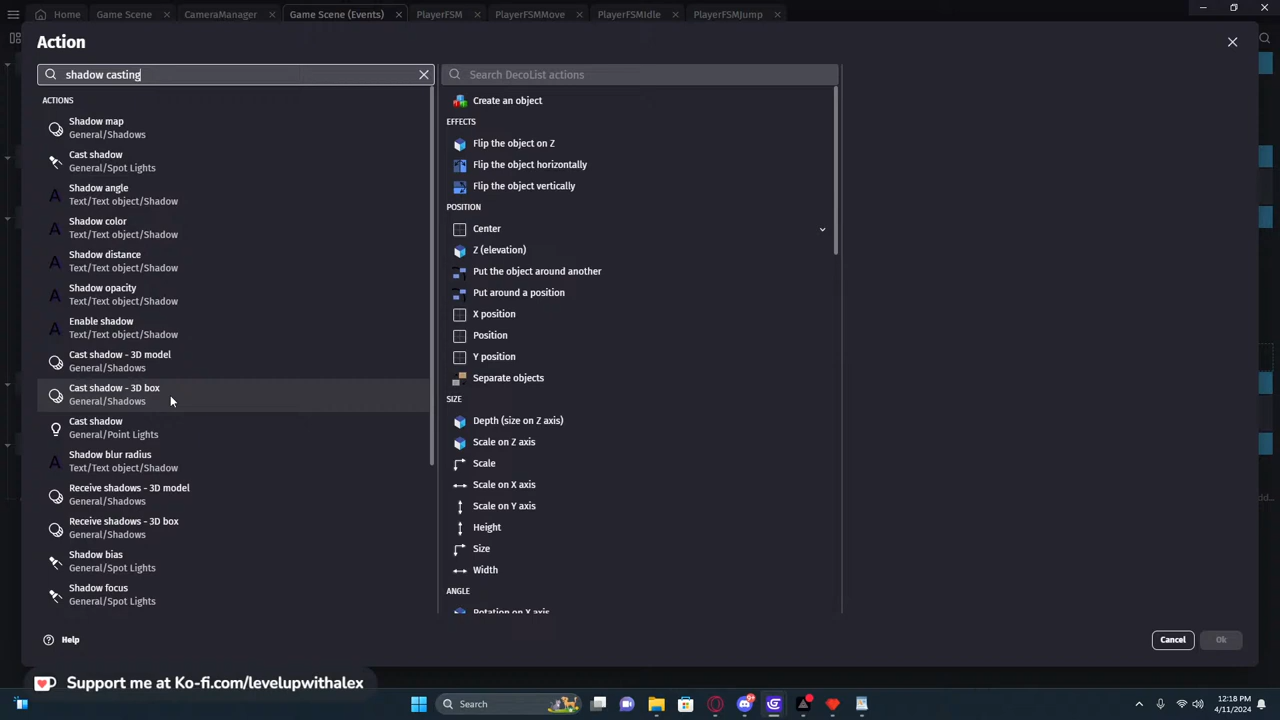 Home
Game Scene
CameraManager
Game Scene (Events)
PlayerFSM
PlayerFSMMove
PlayerFSMIdle
PlayerFSMJump
Action
shadow casting
ACTIONS
Shadow map
General/Shadows
Cast shadow
General/Spot Lights
Shadow angle
Text/Text object/Shadow
Shadow color
Text/Text object/Shadow
Shadow distance
Text/Text object/Shadow
Shadow opacity
Text/Text object/Shadow
Enable shadow
Text/Text object/Shadow
Cast shadow - 3D model
General/Shadows
Cast shadow - 3D box
General/Shadows
Cast shadow
General/Point Lights
Shadow blur radius
Text/Text object/Shadow
Receive shadows - 3D model
General/Shadows
Receive shadows - 3D box
General/Shadows
Shadow bias
General/Spot Lights
Shadow focus
General/Spot Lights
Search DecoList actions
Create an object
EFFECTS
Flip the object on Z
Flip the object horizontally
Flip the object vertically
POSITION
Center
Z (elevation)
Put the object around another
Put around a position
X position
Position
Y position
Separate objects
SIZE
Depth (size on Z axis)
Scale on Z axis
Scale
Scale on X axis
Scale on Y axis
Height
Size
Width
ANGLE
Rotation on X axis
Help
Cancel
Ok
Support me at Ko-fi.com/levelupwithalex
Search
12:18 PM
4/11/2024